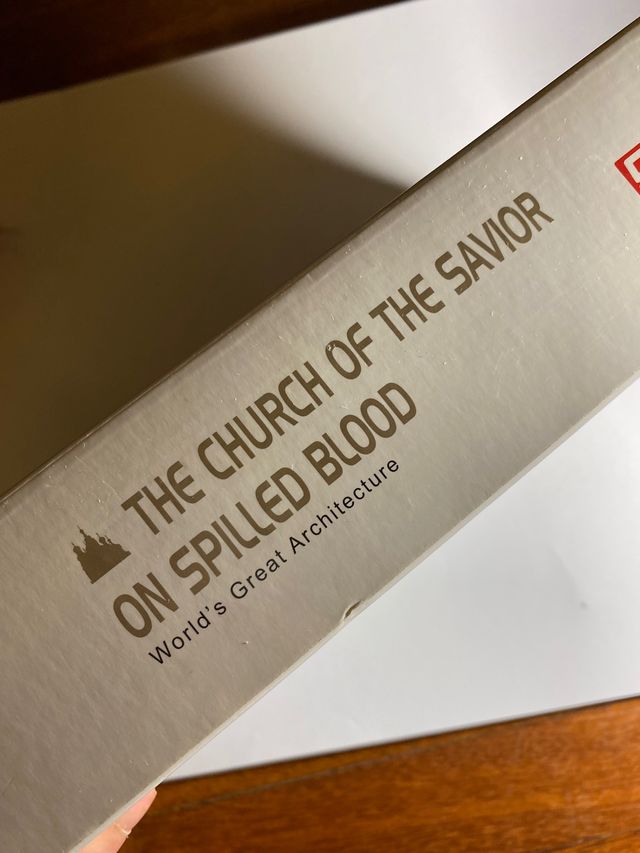 THE CHURCH OF THE SAVIOR
ON SPILLED BLOOD
World's Great Architecture